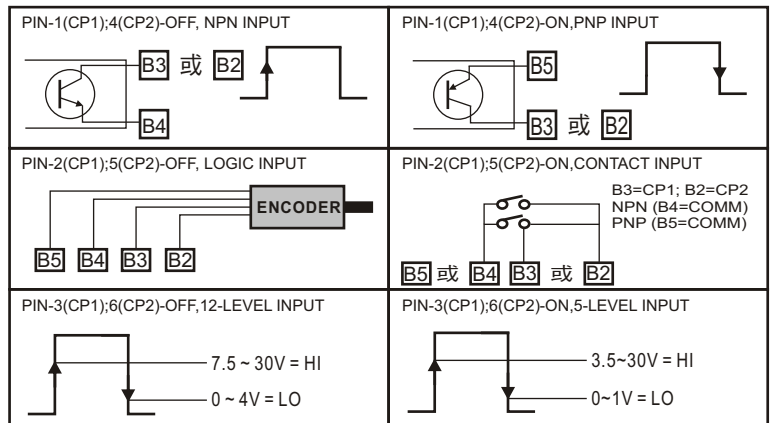 PIN-1(CP1);4(CP2)-OFF, NPN INPUT
B3 或 B2
B4
PIN-1(CP1);4(CP2)-ON,PNP INPUT
B5
B3 或 B2
PIN-2(CP1);5(CP2)-OFF, LOGIC INPUT
ENCODER
B5 B4 B3 B2
PIN-2(CP1);5(CP2)-ON,CONTACT INPUT
B3=CP1; B2=CP2
NPN (B4=COMM)
PNP (B5=COMM)
B5 或 B4 B3 或 B2
PIN-3(CP1);6(CP2)-OFF,12-LEVEL INPUT
7.5 ~ 30V = HI
0 ~ 4V = LO
PIN-3(CP1);6(CP2)-ON,5-LEVEL INPUT
3.5~30V = HI
0~1V = LO